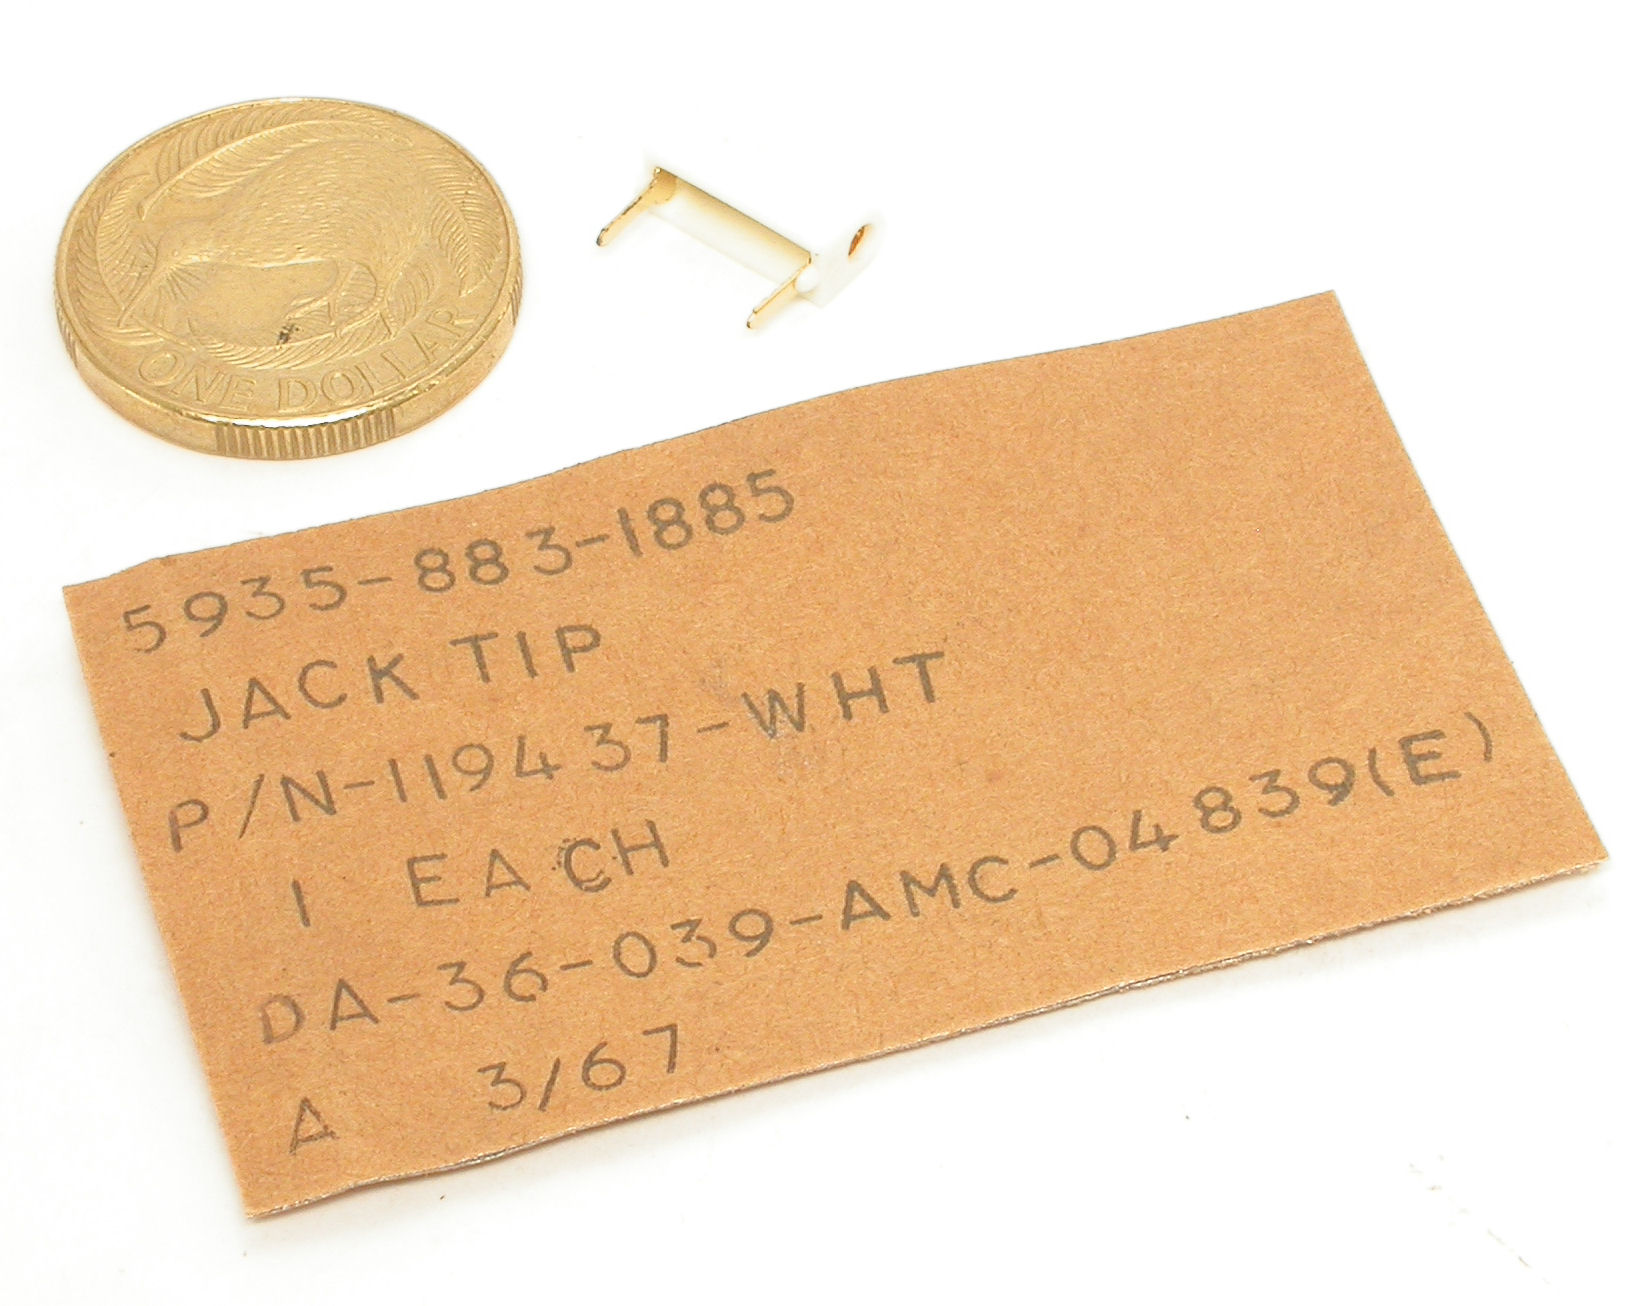 ONE DOLLAR
5935-883-1885
JACK TIP
P/N-119437-WHT
1 EACH
DA-36-039-AMC-04839(E)
A 3/67